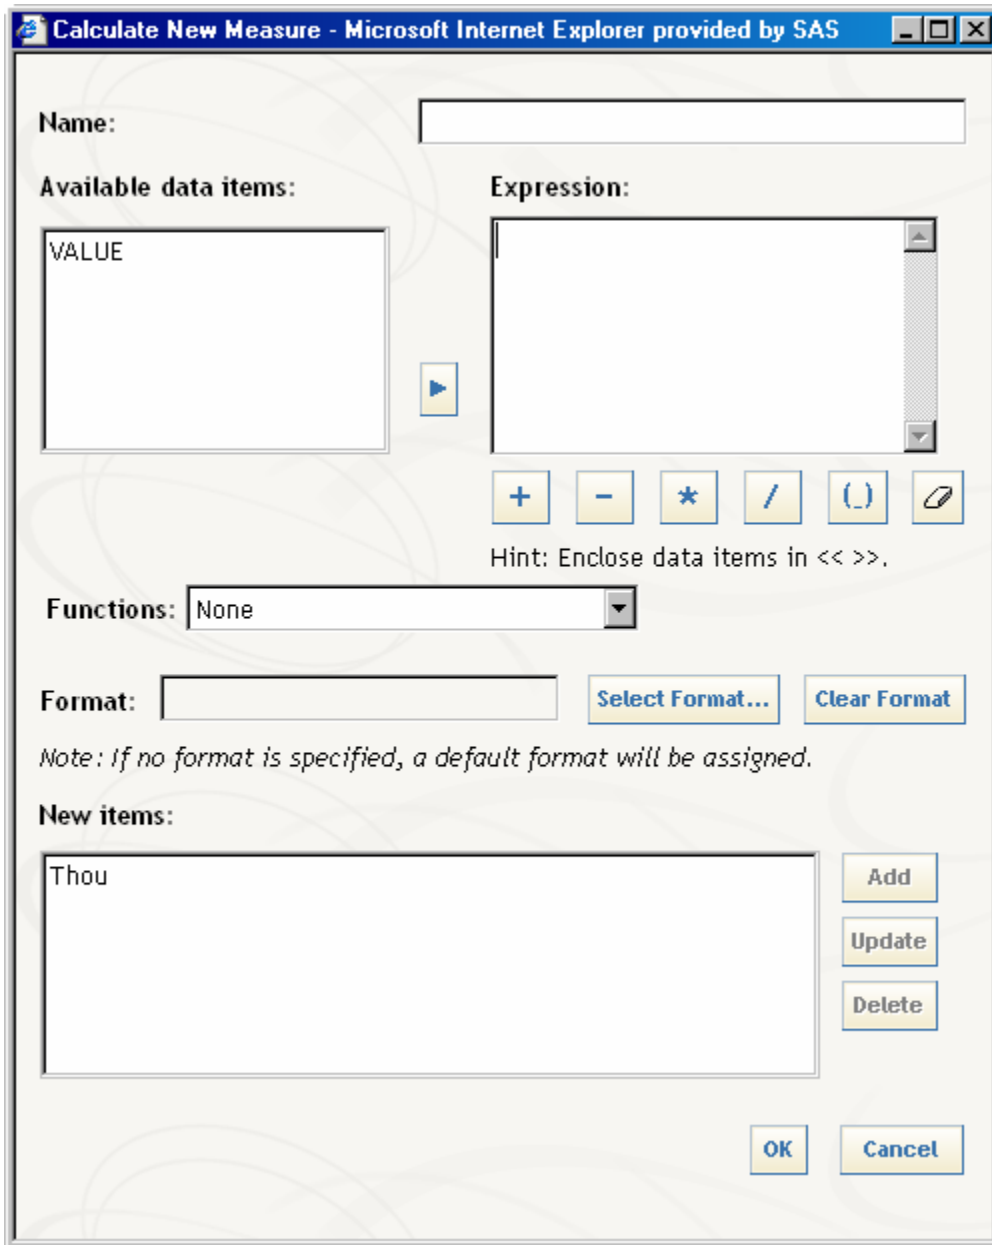 Calculate New Measure - Microsoft Internet Explorer provided by SAS
Name:
Available data items:
Expression:
VALUE
+ - * / (_)
Hint: Enclose data items in << >>.
Functions: None
Format: Select Format... Clear Format
Note: If no format is specified, a default format will be assigned.
New items:
Thou
Add
Update
Delete
OK Cancel